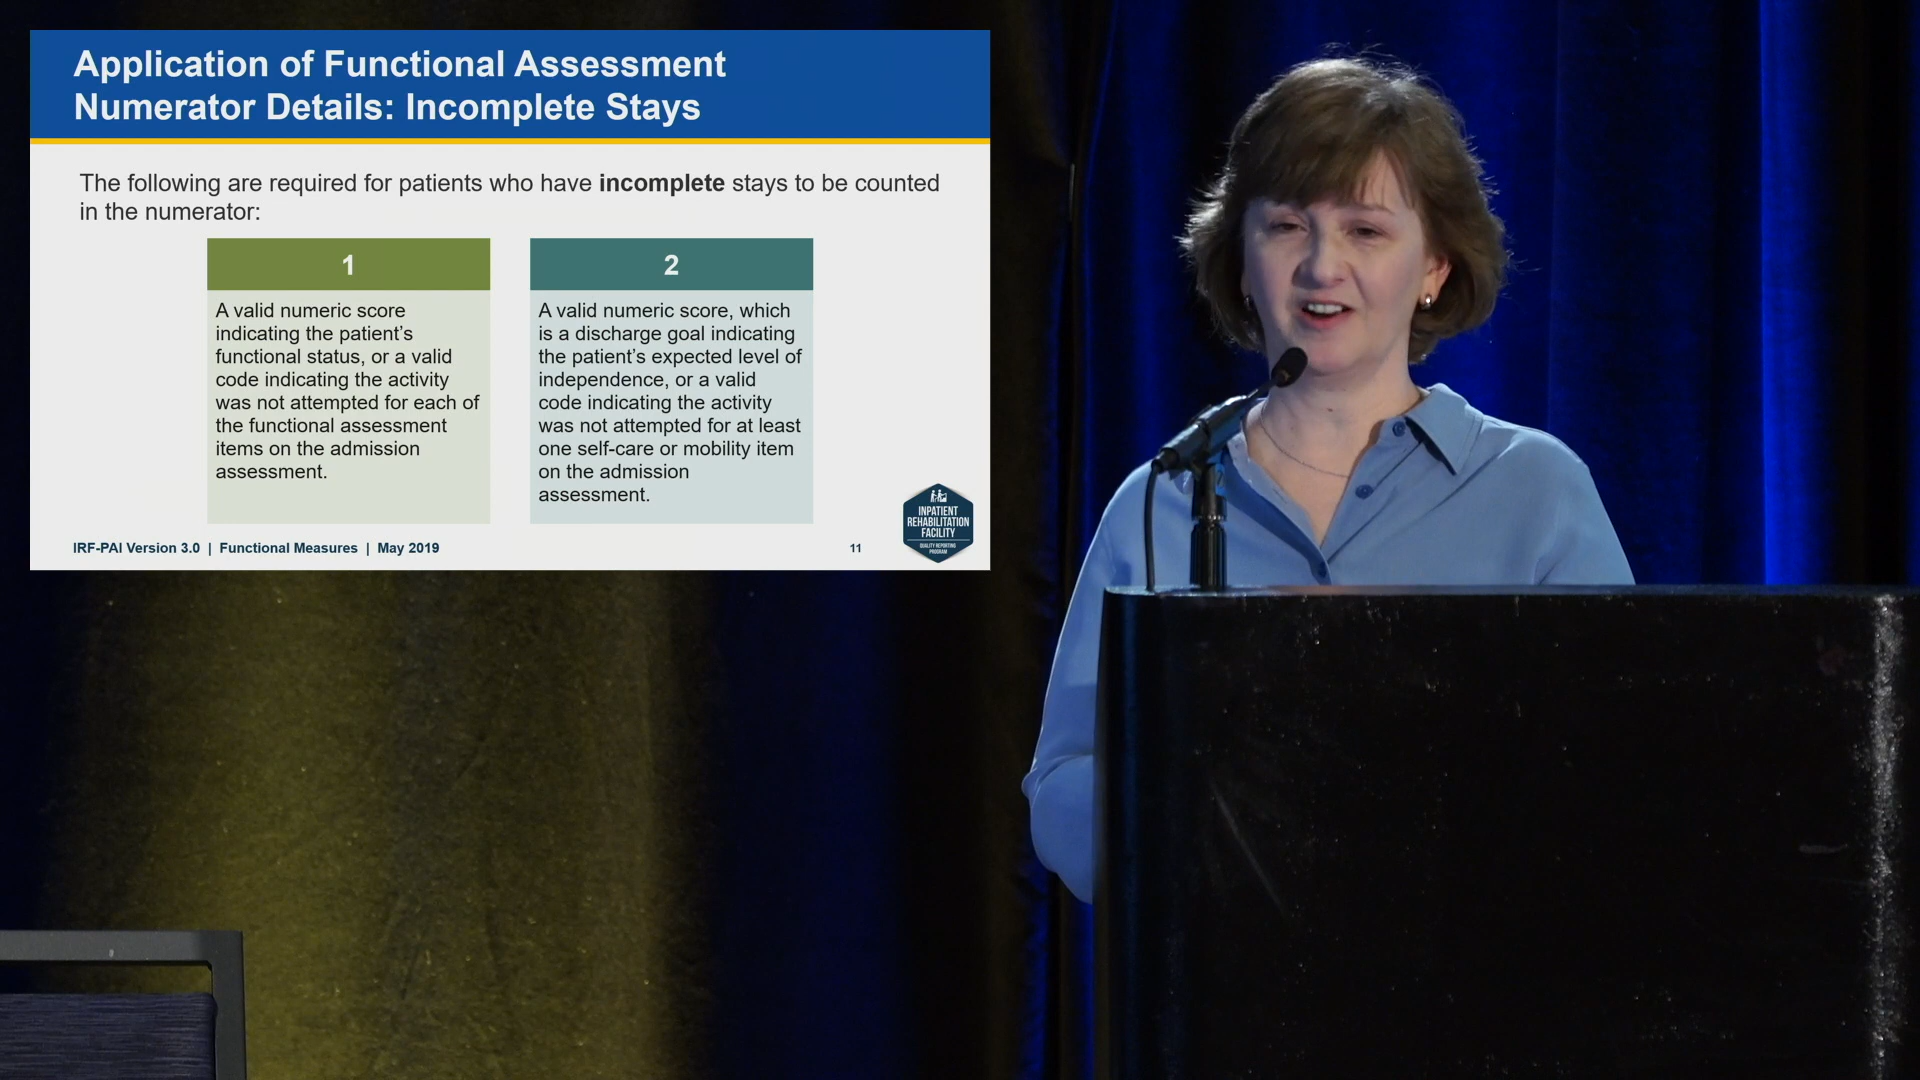 Application of Functional Assessment
Numerator Details: Incomplete Stays
The following are required for patients who have incomplete stays to be counted
in the numerator:
1
A valid numeric score
indicating the patient's
functional status, or a valid
code indicating the activity
was not attempted for each of
the functional assessment
items on the admission
assessment.
2
A valid numeric score, which
is a discharge goal indicating
the patient's expected level of
independence, or a valid
code indicating the activity
was not attempted for at least
one self-care or mobility item
on the admission
assessment.
IRF-PAI Version 3.0 | Functional Measures | May 2019
11
INPATIENT
REHABILITATION
FACILITY
QUALITY REPORTING
PROGRAM